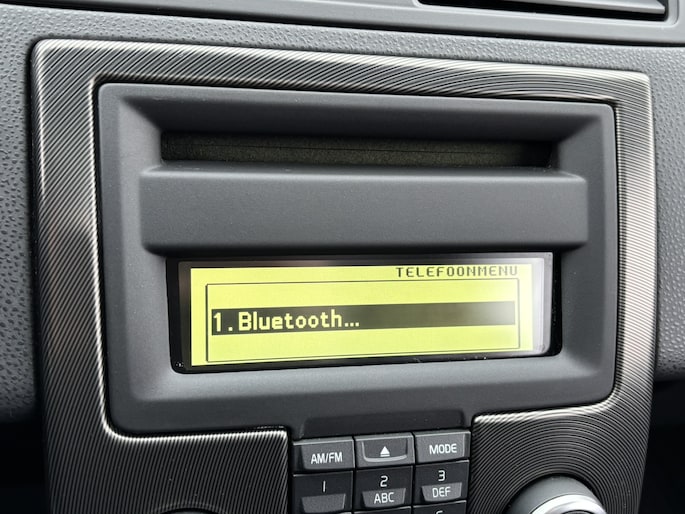 TELEFOONMENU
1.Bluetooth...
AM/FM
MODE
1
2
3
ABC
DEF